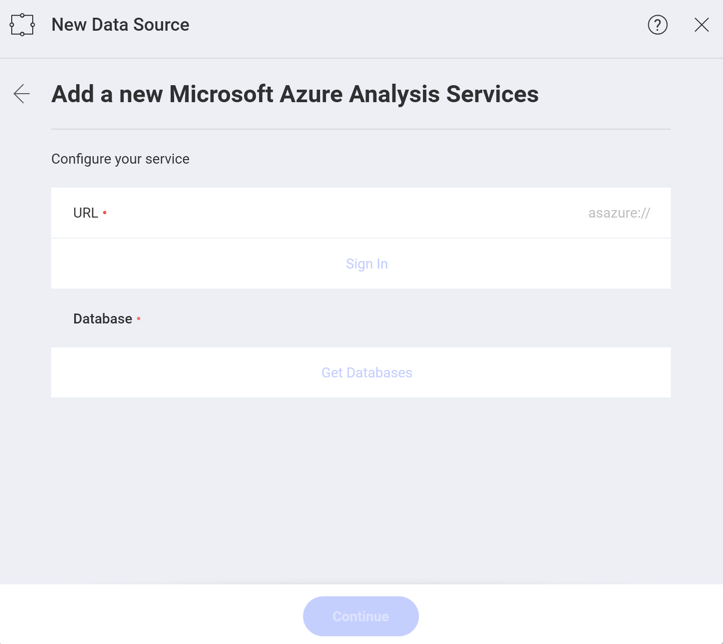 New Data Source
Add a new Microsoft Azure Analysis Services
Configure your service
URL • asazure://
Sign In
Database •
Get Databases
Continue